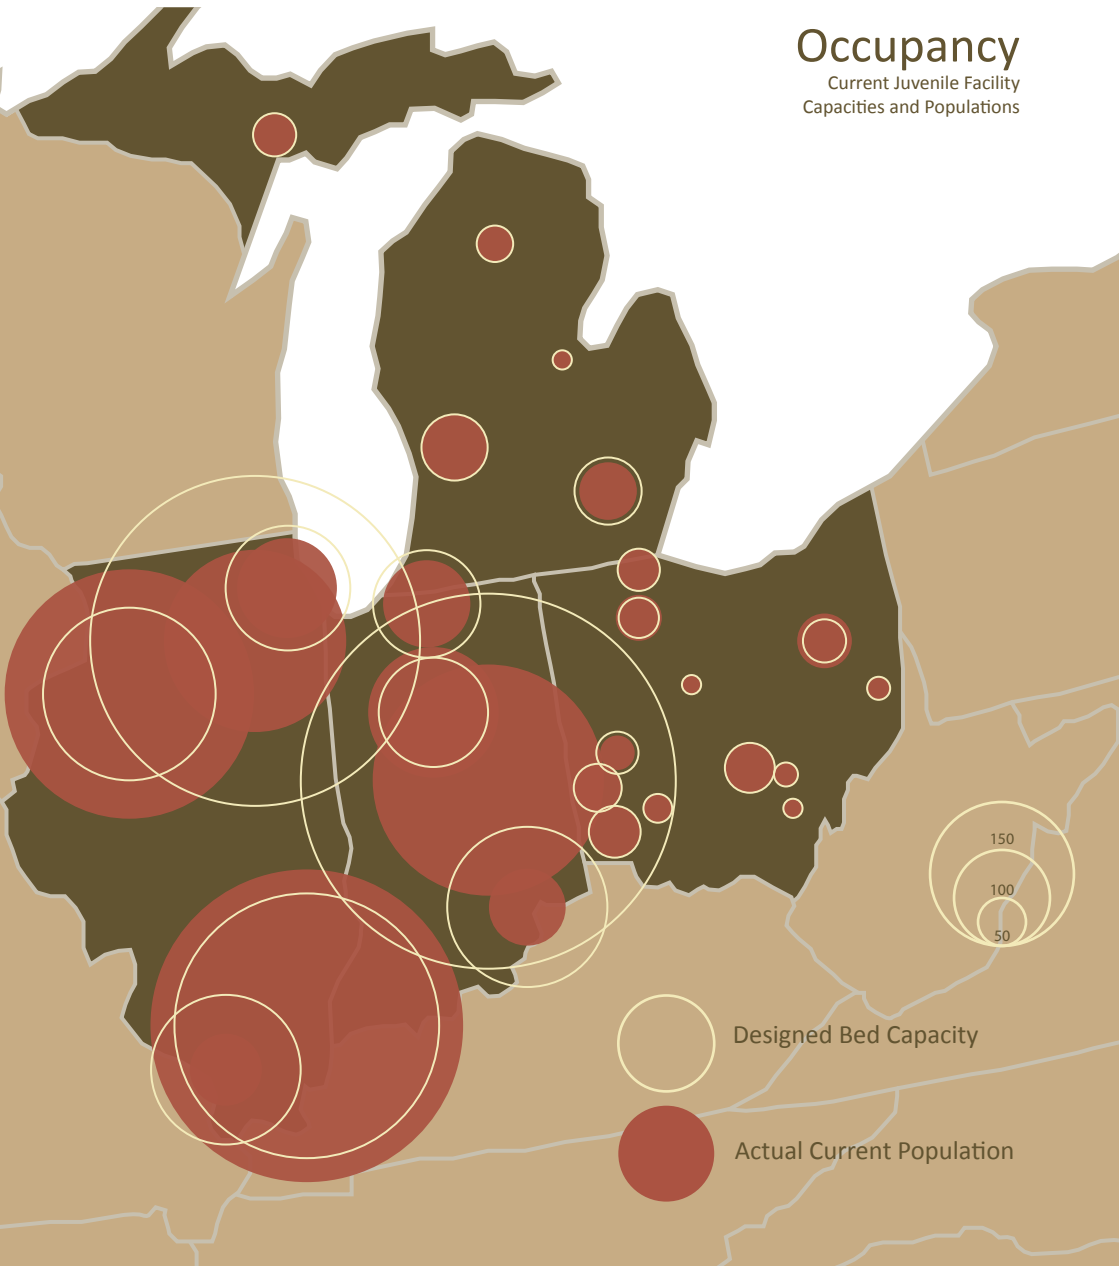 Occupancy
Current Juvenile Facility
Capacities and Populations
150
100
50
Designed Bed Capacity
Actual Current Population